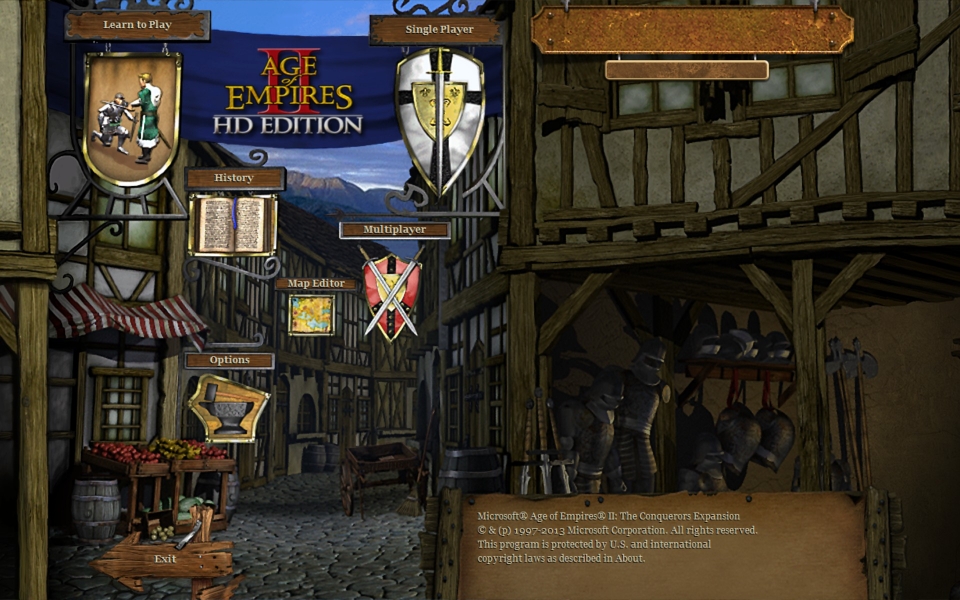 Learn to Play
Single Player
II
AGE
of
EMPIRES
HD EDITION
History
Multiplayer
Map Editor
Options
Exit
Microsoft® Age of Empires® II: The Conquerors Expansion
© & (p) 1997-2013 Microsoft Corporation. All rights reserved.
This program is protected by U.S. and international
copyright laws as described in About.